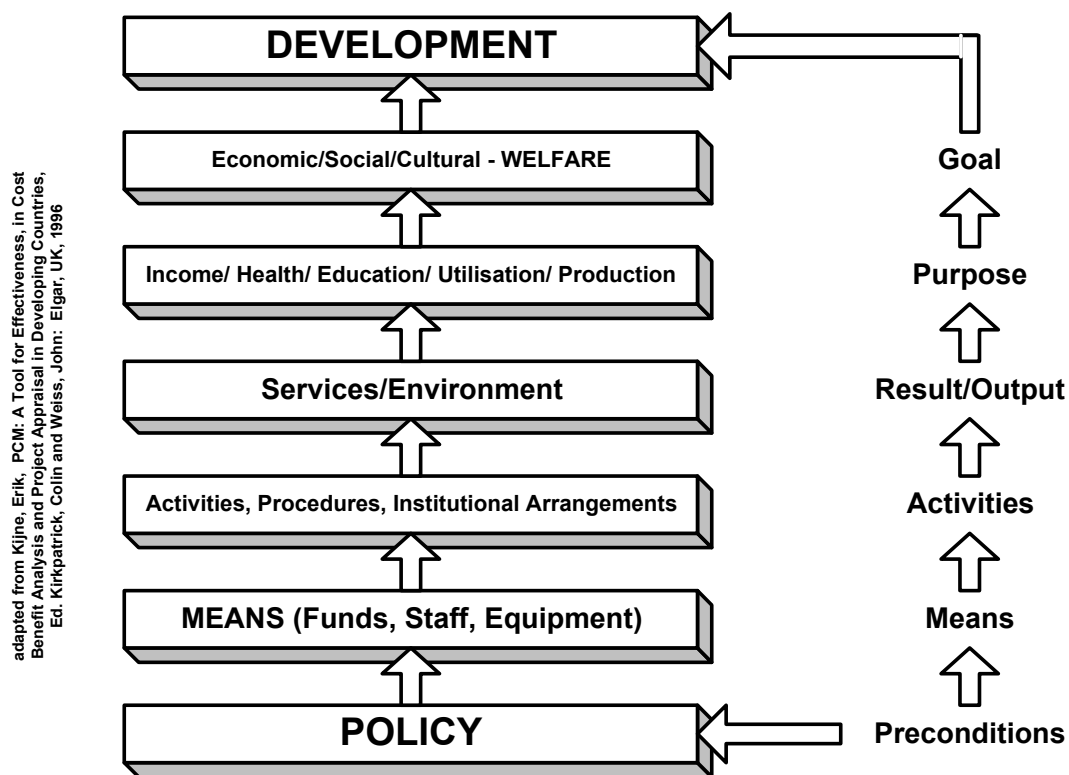 DEVELOPMENT
Economic/Social/Cultural - WELFARE
Income/ Health/ Education/ Utilisation/ Production
Services/Environment
Activities, Procedures, Institutional Arrangements
MEANS (Funds, Staff, Equipment)
POLICY
Goal
Purpose
Result/Output
Activities
Means
Preconditions
adapted from Kijne, Erik, PCM: A Tool for Effectiveness, in Cost
Benefit Analysis and Project Appraisal in Developing Countries,
Ed. Kirkpatrick, Colin and Weiss, John: Elgar, UK, 1996